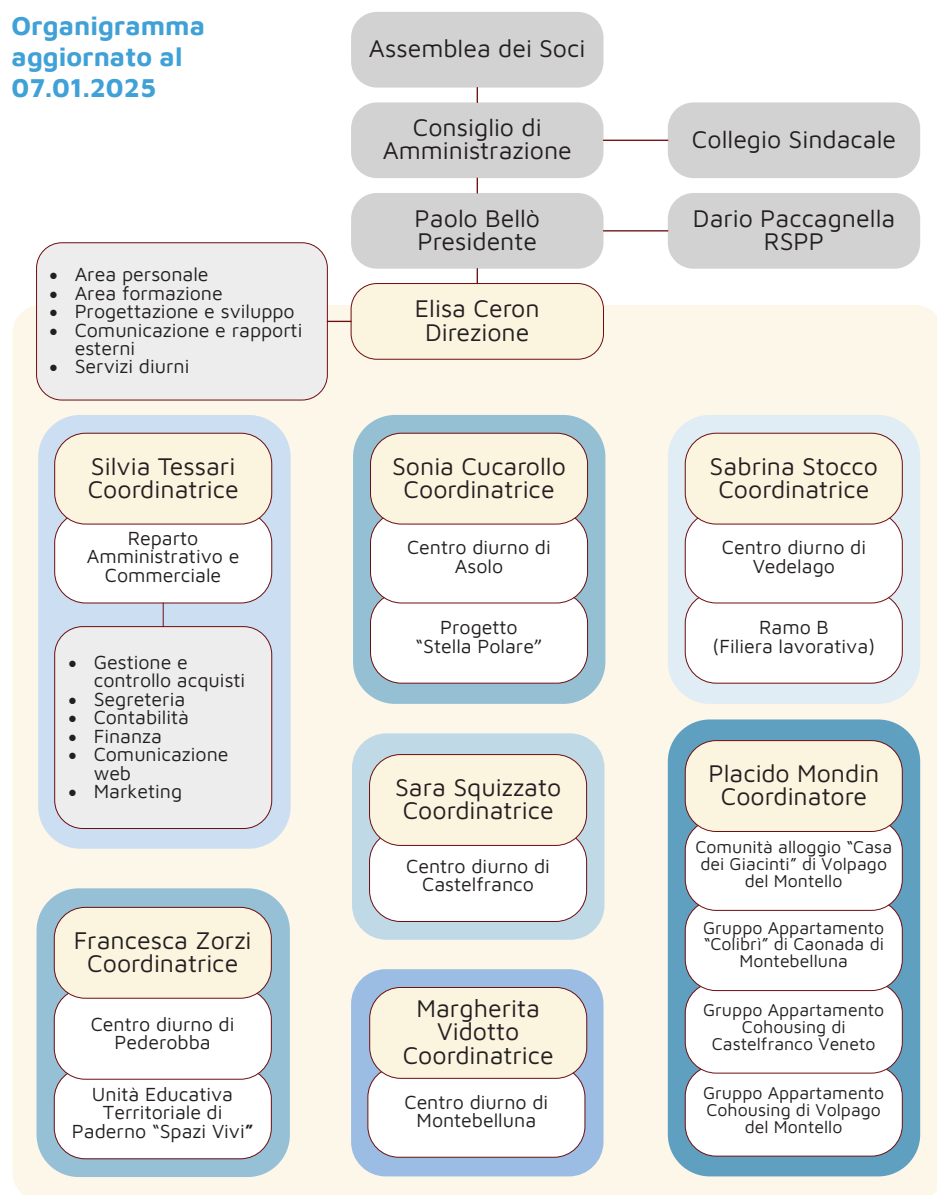 Organigramma
aggiornato al
07.01.2025
Assemblea dei Soci
Consiglio di
Amministrazione
Collegio Sindacale
Paolo Bellò
Presidente
Dario Paccagnella
RSPP
• Area personale
• Area formazione
• Progettazione e sviluppo
• Comunicazione e rapporti
esterni
• Servizi diurni
Elisa Ceron
Direzione
Silvia Tessari
Coordinatrice
Reparto
Amministrativo e
Commerciale
• Gestione e
controllo acquisti
• Segreteria
• Contabilità
• Finanza
• Comunicazione
web
• Marketing
Sonia Cucarollo
Coordinatrice
Centro diurno di
Asolo
Progetto
“Stella Polare”
Sabrina Stocco
Coordinatrice
Centro diurno di
Vedelago
Ramo B
(Filiera lavorativa)
Sara Squizzato
Coordinatrice
Centro diurno di
Castelfranco
Placido Mondin
Coordinatore
Comunità alloggio “Casa
dei Giacinti” di Volpago
del Montello
Gruppo Appartamento
“Colibrì” di Caonada di
Montebelluna
Gruppo Appartamento
Cohousing di
Castelfranco Veneto
Gruppo Appartamento
Cohousing di Volpago
del Montello
Francesca Zorzi
Coordinatrice
Centro diurno di
Pederobba
Unità Educativa
Territoriale di
Paderno “Spazi Vivi”
Margherita
Vidotto
Coordinatrice
Centro diurno di
Montebelluna